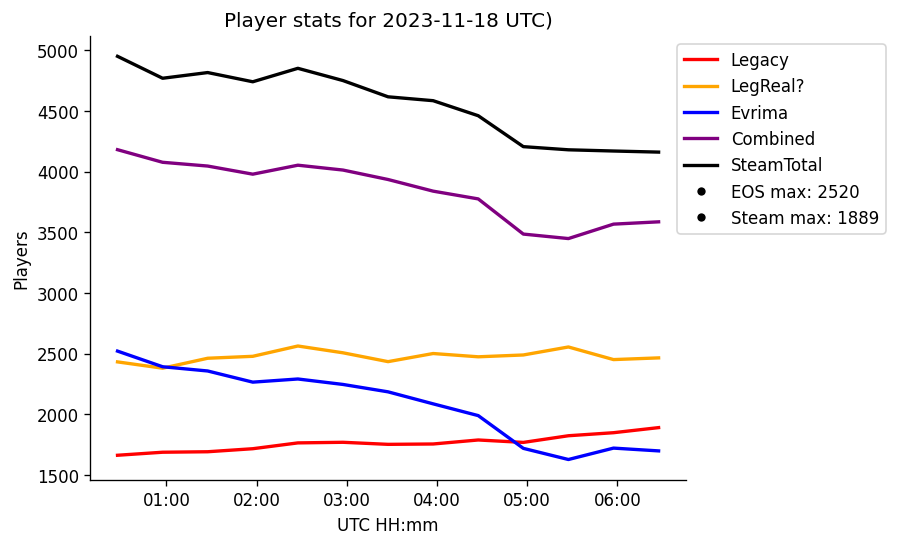 Player stats for 2023-11-18 UTC)
5000
4500
4000
3500
3000
2500
2000
1500
Players
01:00 02:00 03:00 04:00 05:00 06:00
UTC HH:mm
Legacy
LegReal?
Evrima
Combined
SteamTotal
EOS max: 2520
Steam max: 1889